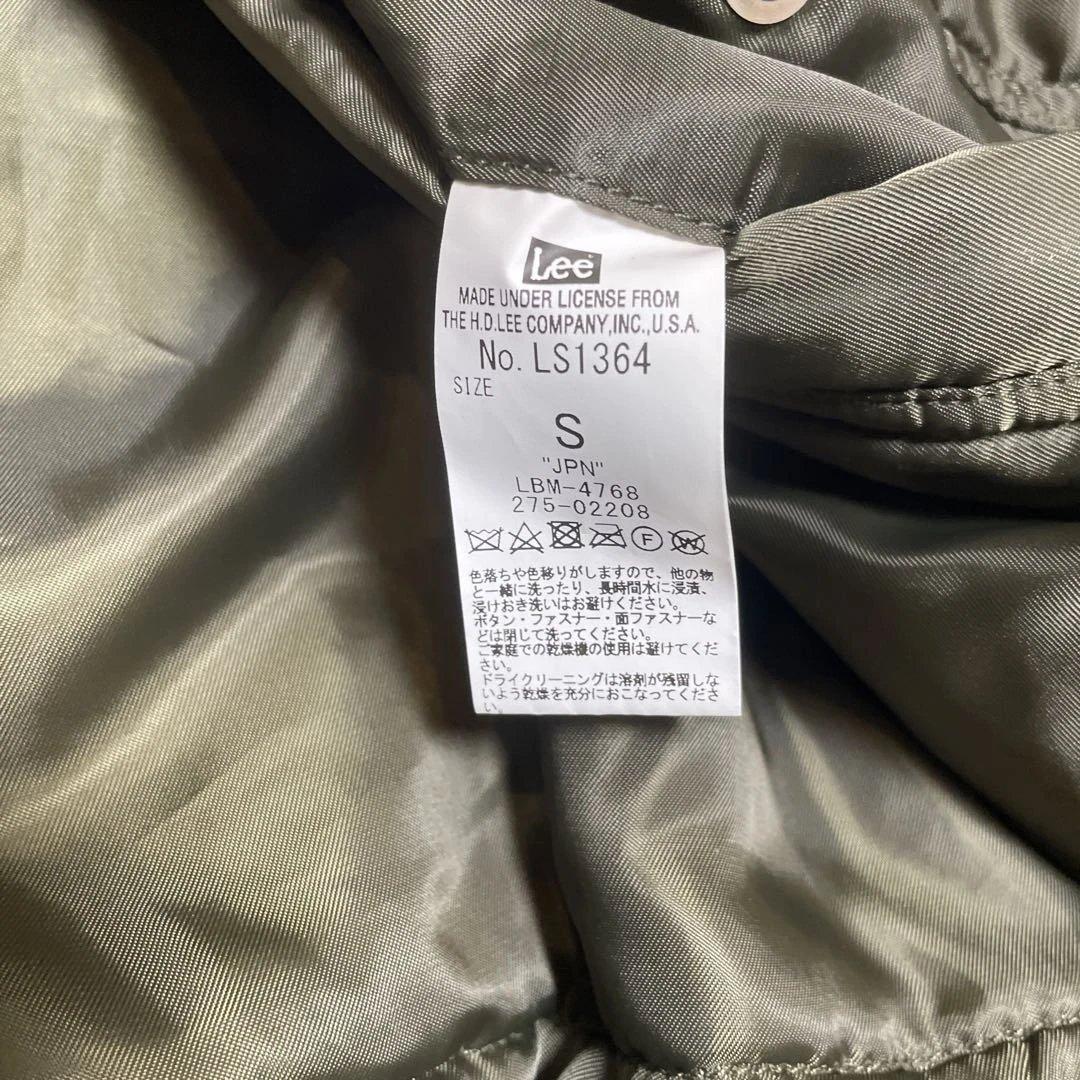 Lee
MADE UNDER LICENSE FROM
THE H.D.LEE COMPANY,INC.,U.S.A.
No. LS1364
SIZE
S
"JPN"
LBM-4768
275-02208
F W
色落ちや色移りがしますので、他の物
と一緒に洗ったり、長時間水に浸漬、
浸けおき洗いはお避けください。
ボタン・ファスナー・面ファスナーな
どは閉じて洗ってください。
ご家庭での乾燥機の使用は避けてくだ
さい。
ドライクリーニングは溶剤が残留しな
いよう乾燥を充分におこなってくださ
い。